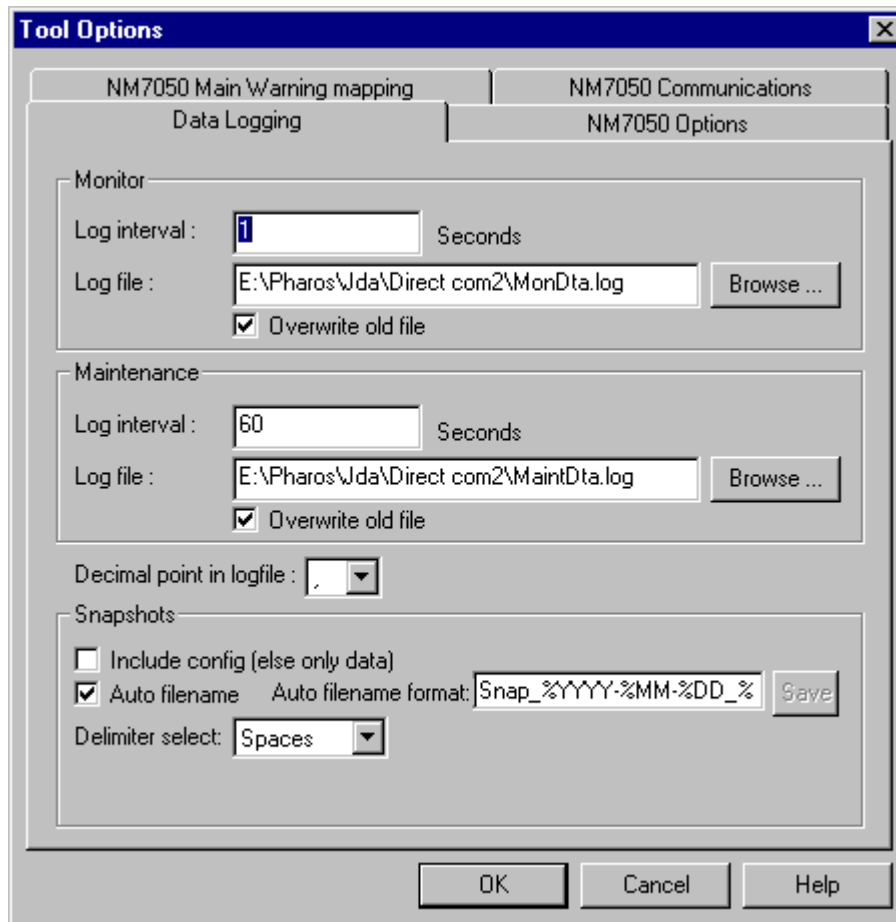 Tool Options
NM7050 Main Warning mapping
NM7050 Communications
Data Logging
NM7050 Options
Monitor
Log interval : 1 Seconds
Log file : E:\Pharos\Jda\Direct com2\MonDta.log Browse ...
Overwrite old file
Maintenance
Log interval : 60 Seconds
Log file : E:\Pharos\Jda\Direct com2\MaintDta.log Browse ...
Overwrite old file
Decimal point in logfile : ,
Snapshots
Include config (else only data)
Auto filename Auto filename format: Snap_%YYYY-%MM-%DD_% Save
Delimiter select: Spaces
OK Cancel Help